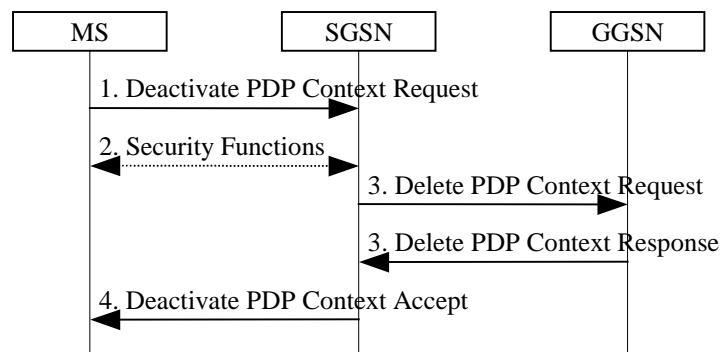 MS
SGSN
GGSN
1. Deactivate PDP Context Request
2. Security Functions
3. Delete PDP Context Request
3. Delete PDP Context Response
4. Deactivate PDP Context Accept